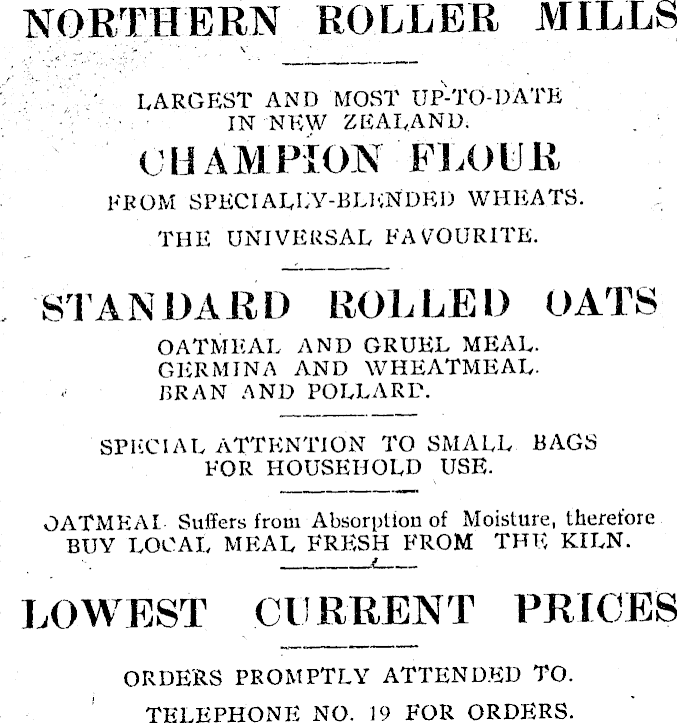 NORTHERN ROLLER MILLS
LARGEST AND MOST UP-TO-DATE
IN NEW ZEALAND.
CHAMPION FLOUR
FROM SPECIALLY-BLENDED WHEATS.
THE UNIVERSAL FAVOURITE.
STANDARD ROLLED OATS
OATMEAL AND GRUEL MEAL.
GERMINA AND WHEATMEAL.
BRAN AND POLLARD.
SPECIAL ATTENTION TO SMALL BAGS
FOR HOUSEHOLD USE.
OATMEAL Suffers from Absorption of Moisture, therefore
BUY LOCAL MEAL FRESH FROM THE KILN.
LOWEST CURRENT PRICES
ORDERS PROMPTLY ATTENDED TO.
TELEPHONE NO. 19 FOR ORDERS.